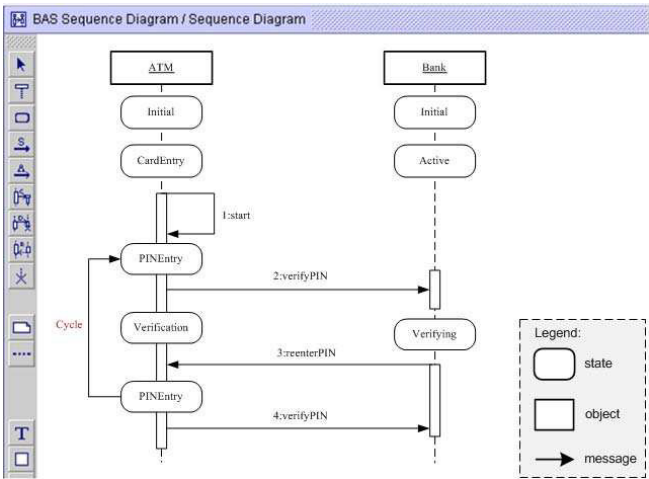 BAS Sequence Diagram / Sequence Diagram
ATM
Bank
Initial
Initial
CardEntry
Active
1:start
PINEntry
2:verifyPIN
Cycle
Verification
Verifying
3:reenterPIN
PINEntry
4:verifyPIN
Legend:
state
object
message
S
A
T